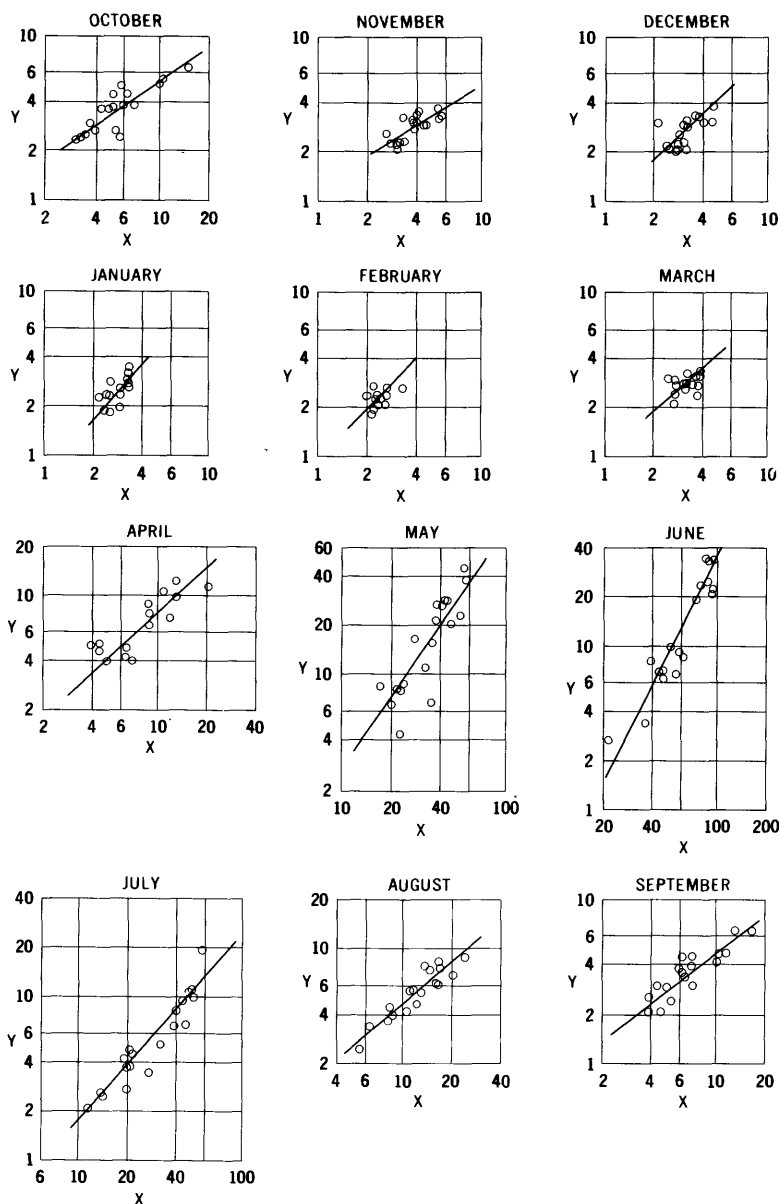 OCTOBER
10
6
Y 4
2
1
2 4 6 10 20
X
NOVEMBER
10
6
Y 4
2
1
1 2 4 6 10
X
DECEMBER
10
6
Y 4
2
1
1 2 4 6 10
X
JANUARY
10
6
4
Y
2
1
1 2 4 6 10
X
FEBRUARY
10
6
4
Y
2
1
1 2 4 6 10
X
MARCH
10
6
4
Y
2
1
1 2 4 6 10
X
APRIL
20
10
Y 6
4
2
2 4 6 10 20 40
X
MAY
60
40
20
Y 10
6
4
2
10 20 40 100
X
JUNE
40
20
10
6
Y
4
2
1
20 40 100 200
X
JULY
40
20
10
6
Y
4
2
1
6 10 20 40 100
X
AUGUST
20
10
Y 6
4
2
4 6 10 20 40
X
SEPTEMBER
10
6
Y 4
2
1
2 4 6 10 20
X